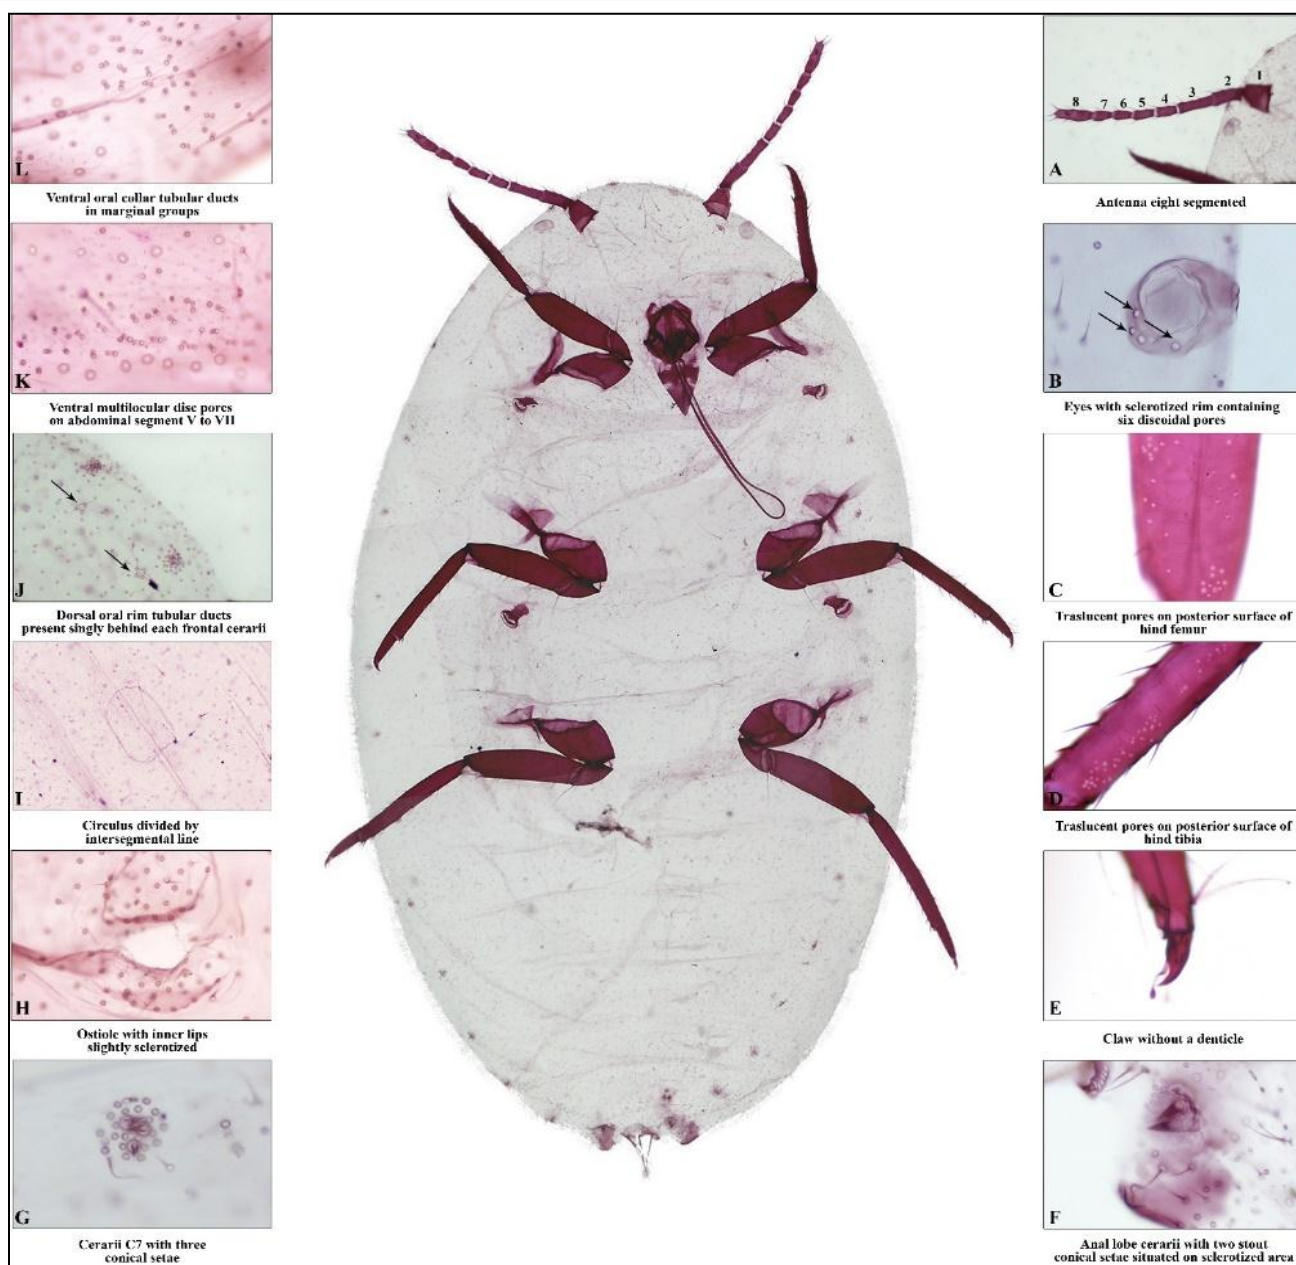 L
Ventral oral collar tubular ducts
in marginal groups
K
Ventral multilocular disc pores
on abdominal segment V to VII
J
Dorsal oral rim tubular ducts
present singly behind each frontal cerarii
I
Circulus divided by
intersegmental line
H
Ostiole with inner lips
slightly sclerotized
G
Cerarii C7 with three
conical setae
8 7 6 5 4 3 2 1
A
Antenna eight segmented
B
Eyes with sclerotized rim containing
six discoidal pores
C
Traslucent pores on posterior surface of
hind femur
D
Traslucent pores on posterior surface of
hind tibia
E
Claw without a denticle
F
Anal lobe cerarii with two stout
conical setae situated on sclerotized area